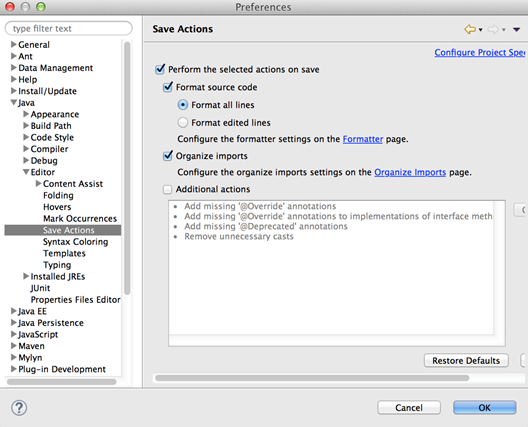 Preferences
type filter text
General
Ant
Data Management
Help
Install/Update
Java
Appearance
Build Path
Code Style
Compiler
Debug
Editor
Content Assist
Folding
Hovers
Mark Occurrences
Save Actions
Syntax Coloring
Templates
Typing
Installed JREs
JUnit
Properties Files Editor
Java EE
Java Persistence
JavaScript
Maven
Mylyn
Plug-in Development
Save Actions
Configure Project Spe
Perform the selected actions on save
Format source code
Format all lines
Format edited lines
Configure the formatter settings on the Formatter page.
Organize imports
Configure the organize imports settings on the Organize Imports page.
Additional actions
• Add missing '@Override' annotations
• Add missing '@Override' annotations to implementations of interface meth
• Add missing '@Deprecated' annotations
• Remove unnecessary casts
Restore Defaults
?
Cancel
OK